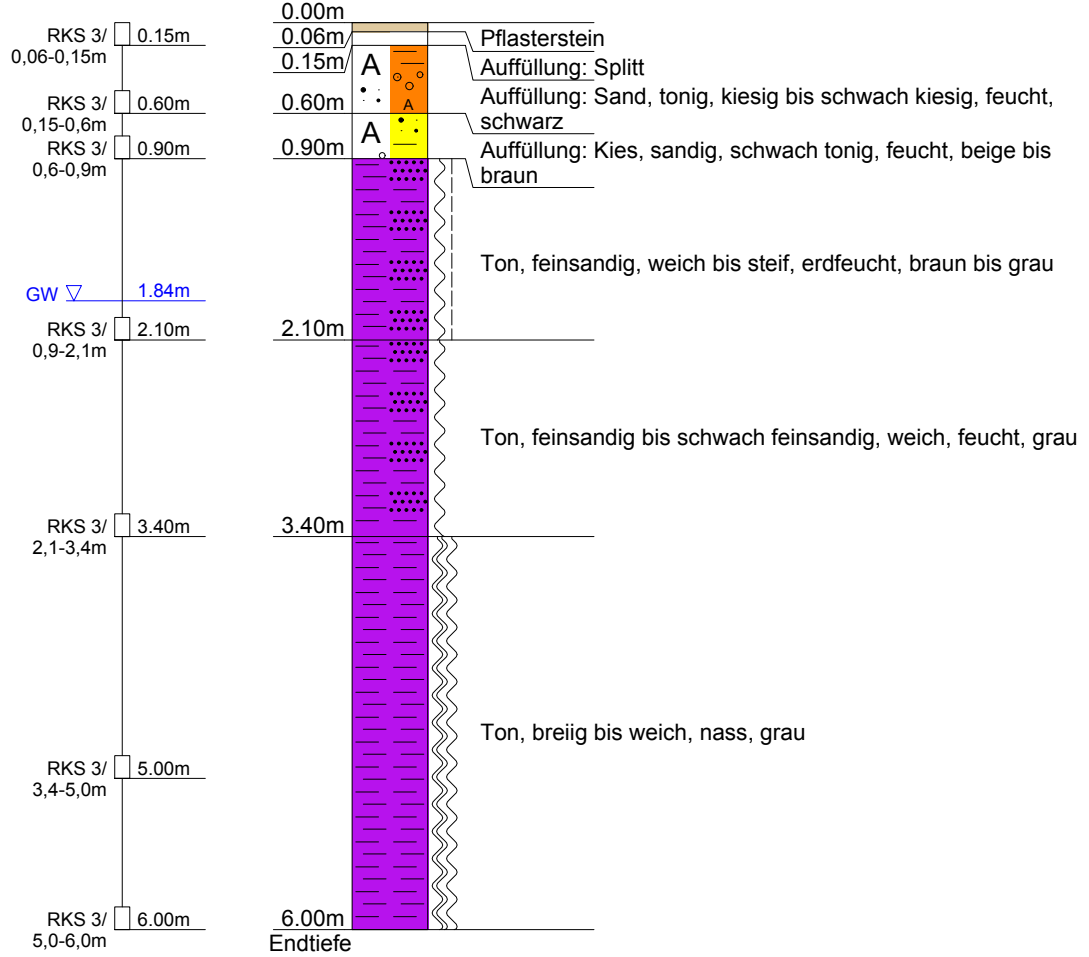 0.00m
RKS 3/ 0.15m
0,06-0,15m
0.06m
0.15m
Pflasterstein
Auffüllung: Splitt
A
A
RKS 3/ 0.60m
0,15-0,6m
0.60m
Auffüllung: Sand, tonig, kiesig bis schwach kiesig, feucht,
schwarz
A
RKS 3/ 0.90m
0,6-0,9m
0.90m
Auffüllung: Kies, sandig, schwach tonig, feucht, beige bis
braun
Ton, feinsandig, weich bis steif, erdfeucht, braun bis grau
GW 1.84m
RKS 3/ 2.10m
0,9-2,1m
2.10m
Ton, feinsandig bis schwach feinsandig, weich, feucht, grau
RKS 3/ 3.40m
2,1-3,4m
3.40m
Ton, breiig bis weich, nass, grau
RKS 3/ 5.00m
3,4-5,0m
RKS 3/ 6.00m
5,0-6,0m
6.00m
Endtiefe